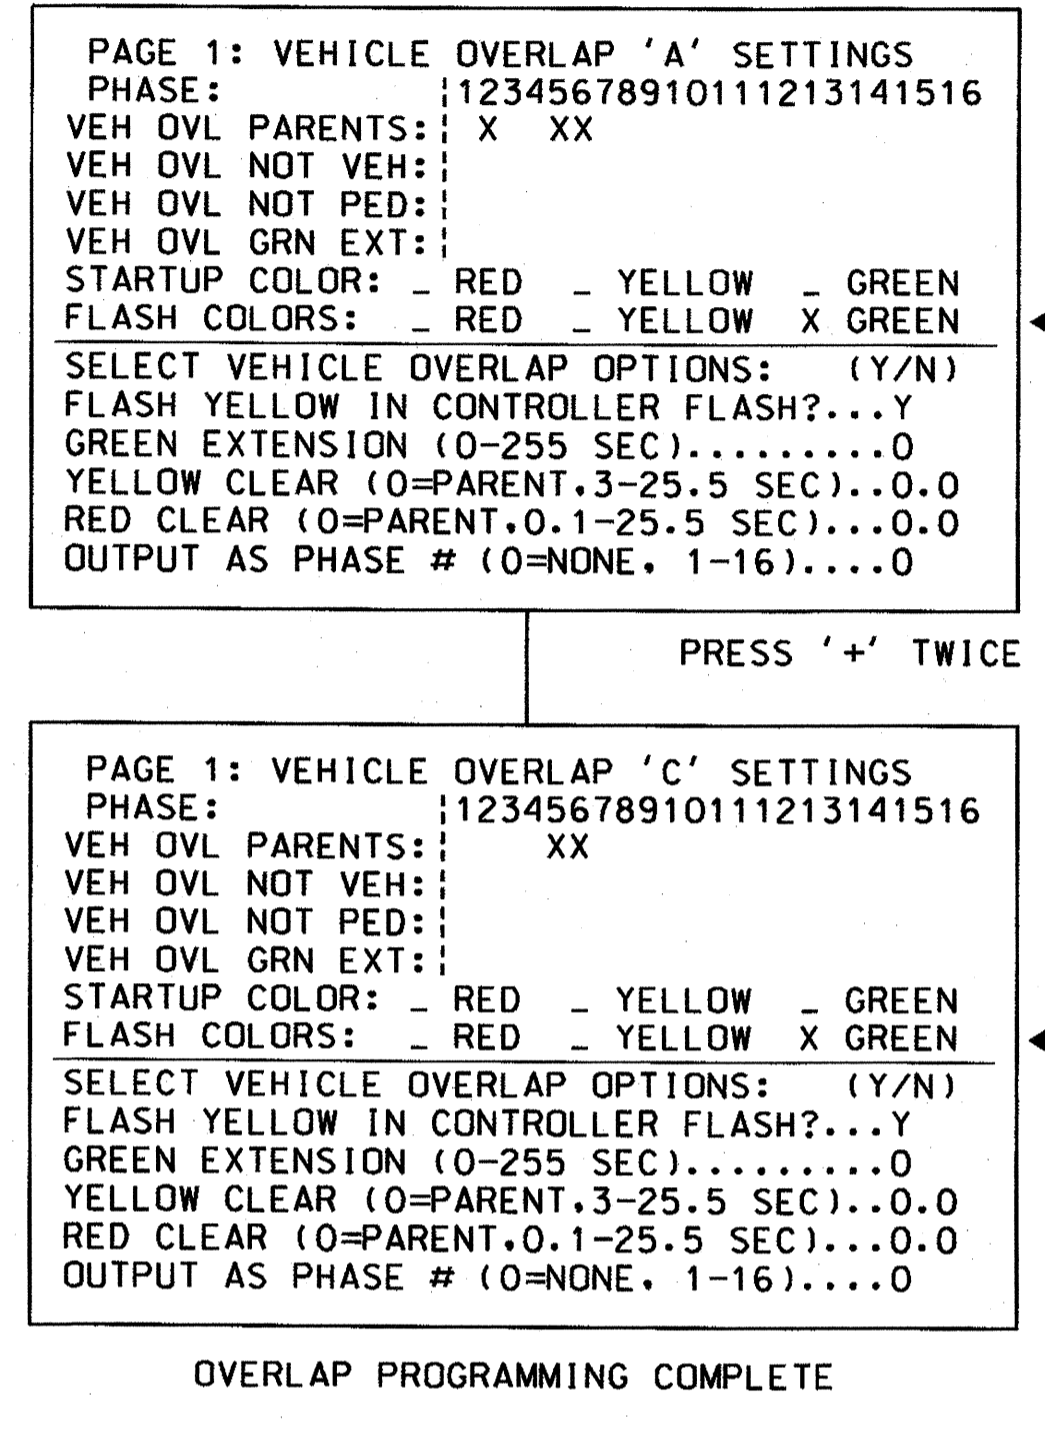 PAGE 1: VEHICLE OVERLAP 'A' SETTINGS
PHASE: ¦12345678910111213141516
VEH OVL PARENTS:¦ X XX
VEH OVL NOT VEH:¦
VEH OVL NOT PED:¦
VEH OVL GRN EXT:¦
STARTUP COLOR: _ RED _ YELLOW _ GREEN
FLASH COLORS: _ RED _ YELLOW X GREEN
SELECT VEHICLE OVERLAP OPTIONS: (Y/N)
FLASH YELLOW IN CONTROLLER FLASH?...Y
GREEN EXTENSION (0-255 SEC).........0
YELLOW CLEAR (0=PARENT,3-25.5 SEC)..0.0
RED CLEAR (0=PARENT,0.1-25.5 SEC)...0.0
OUTPUT AS PHASE # (0=NONE, 1-16)....0
PRESS '+' TWICE
PAGE 1: VEHICLE OVERLAP 'C' SETTINGS
PHASE: ¦12345678910111213141516
VEH OVL PARENTS:¦ XX
VEH OVL NOT VEH:¦
VEH OVL NOT PED:¦
VEH OVL GRN EXT:¦
STARTUP COLOR: _ RED _ YELLOW _ GREEN
FLASH COLORS: _ RED _ YELLOW X GREEN
SELECT VEHICLE OVERLAP OPTIONS: (Y/N)
FLASH YELLOW IN CONTROLLER FLASH?...Y
GREEN EXTENSION (0-255 SEC).........0
YELLOW CLEAR (0=PARENT,3-25.5 SEC)..0.0
RED CLEAR (0=PARENT,0.1-25.5 SEC)...0.0
OUTPUT AS PHASE # (0=NONE, 1-16)....0
OVERLAP PROGRAMMING COMPLETE